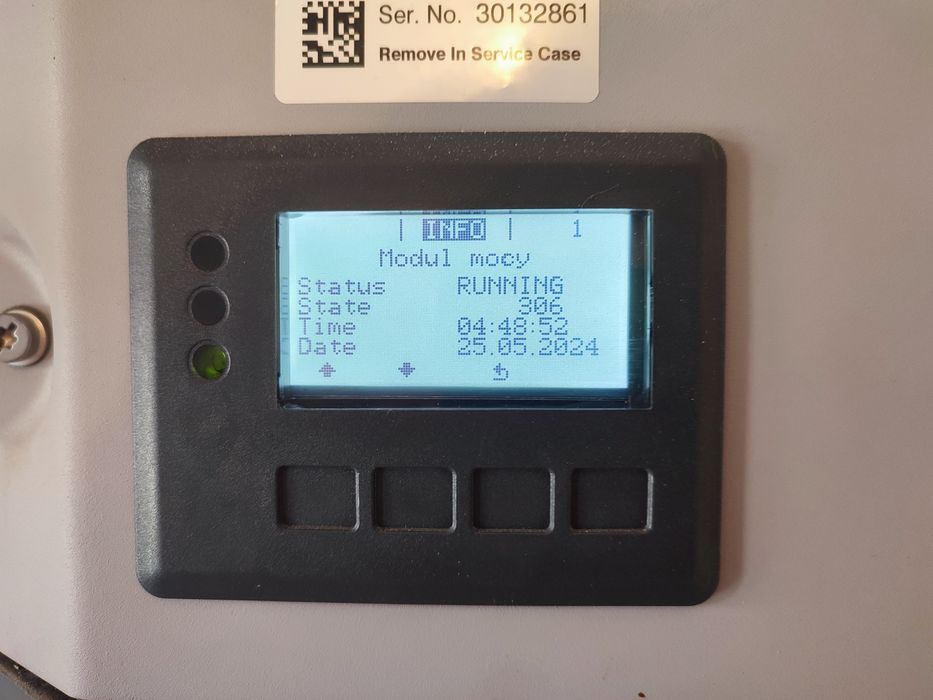 Ser. No. 30132861
Remove In Service Case
| INFO | 1
Modul mocy
Status RUNNING
State 306
Time 04:48:52
Date 25.05.2024